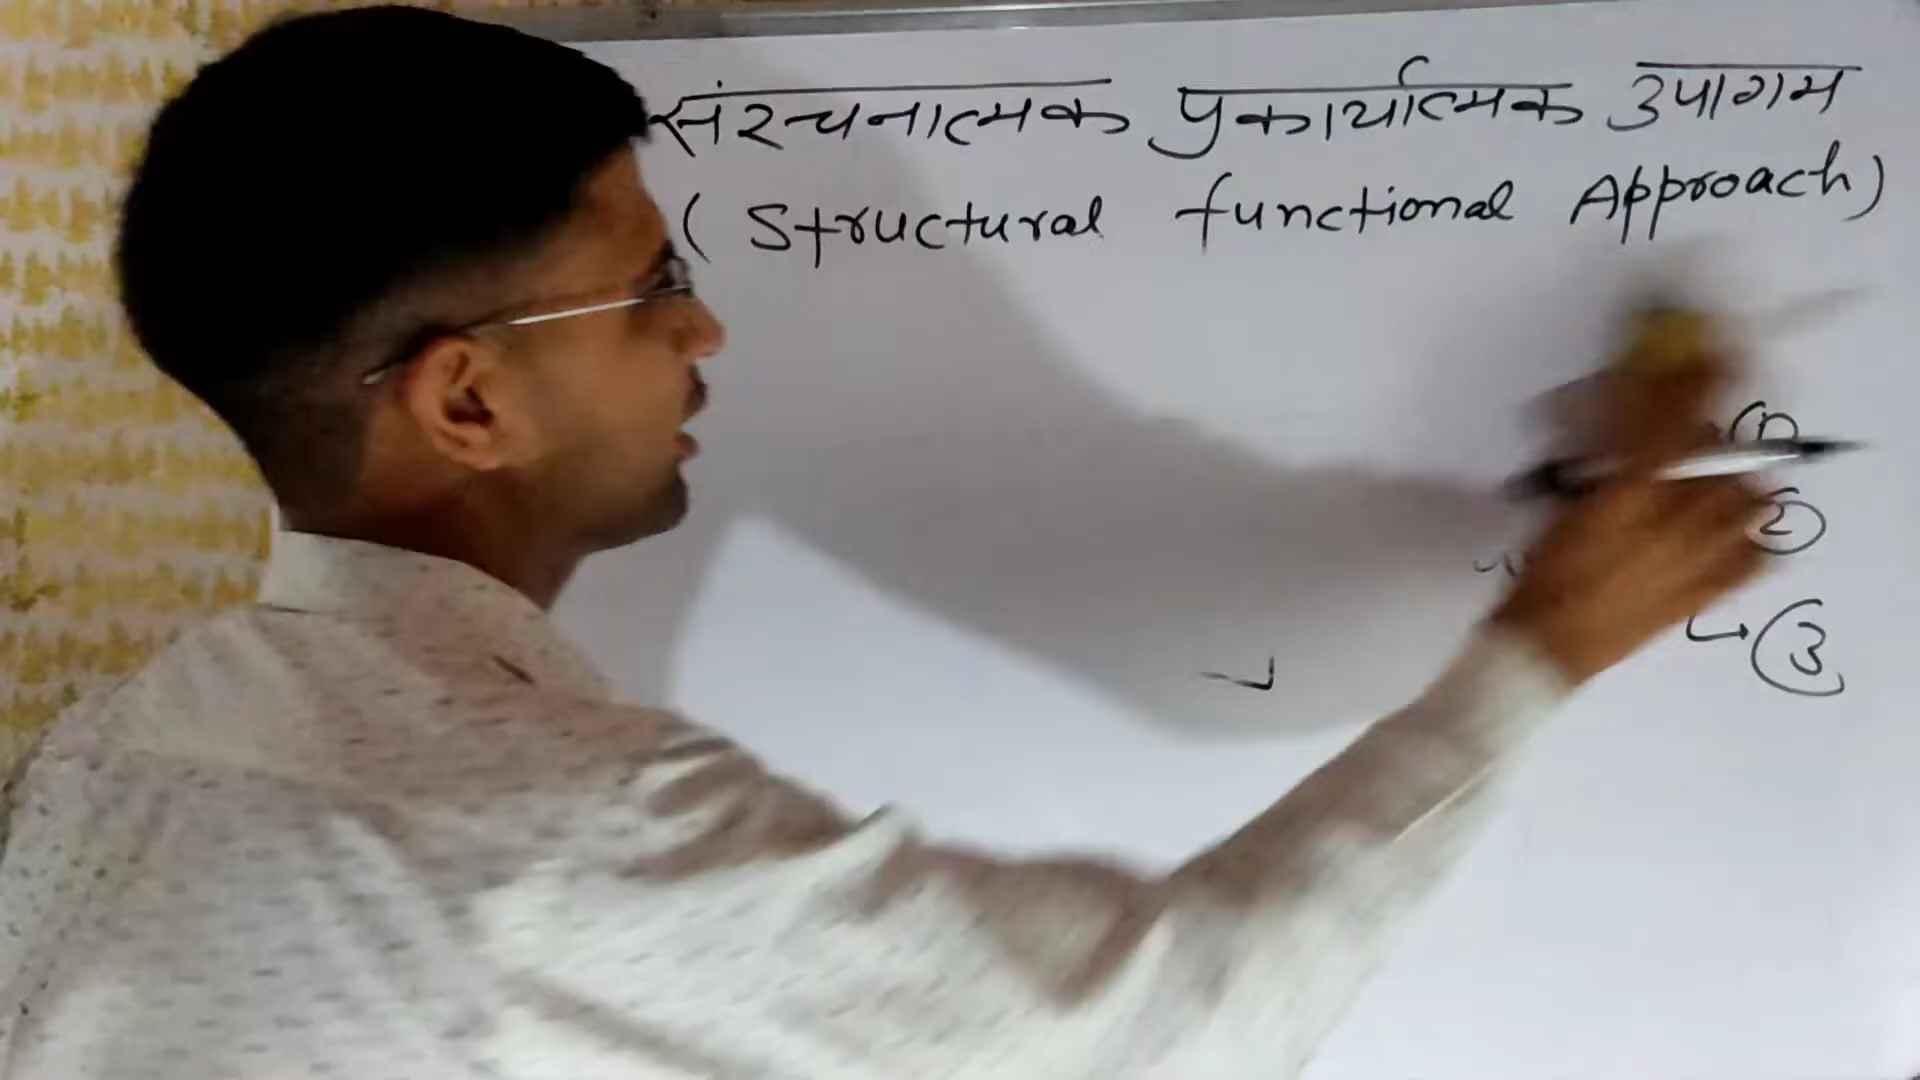 संरचनात्मक प्रकार्यात्मक उपागम
( Structural functional Approach)
①
②
③